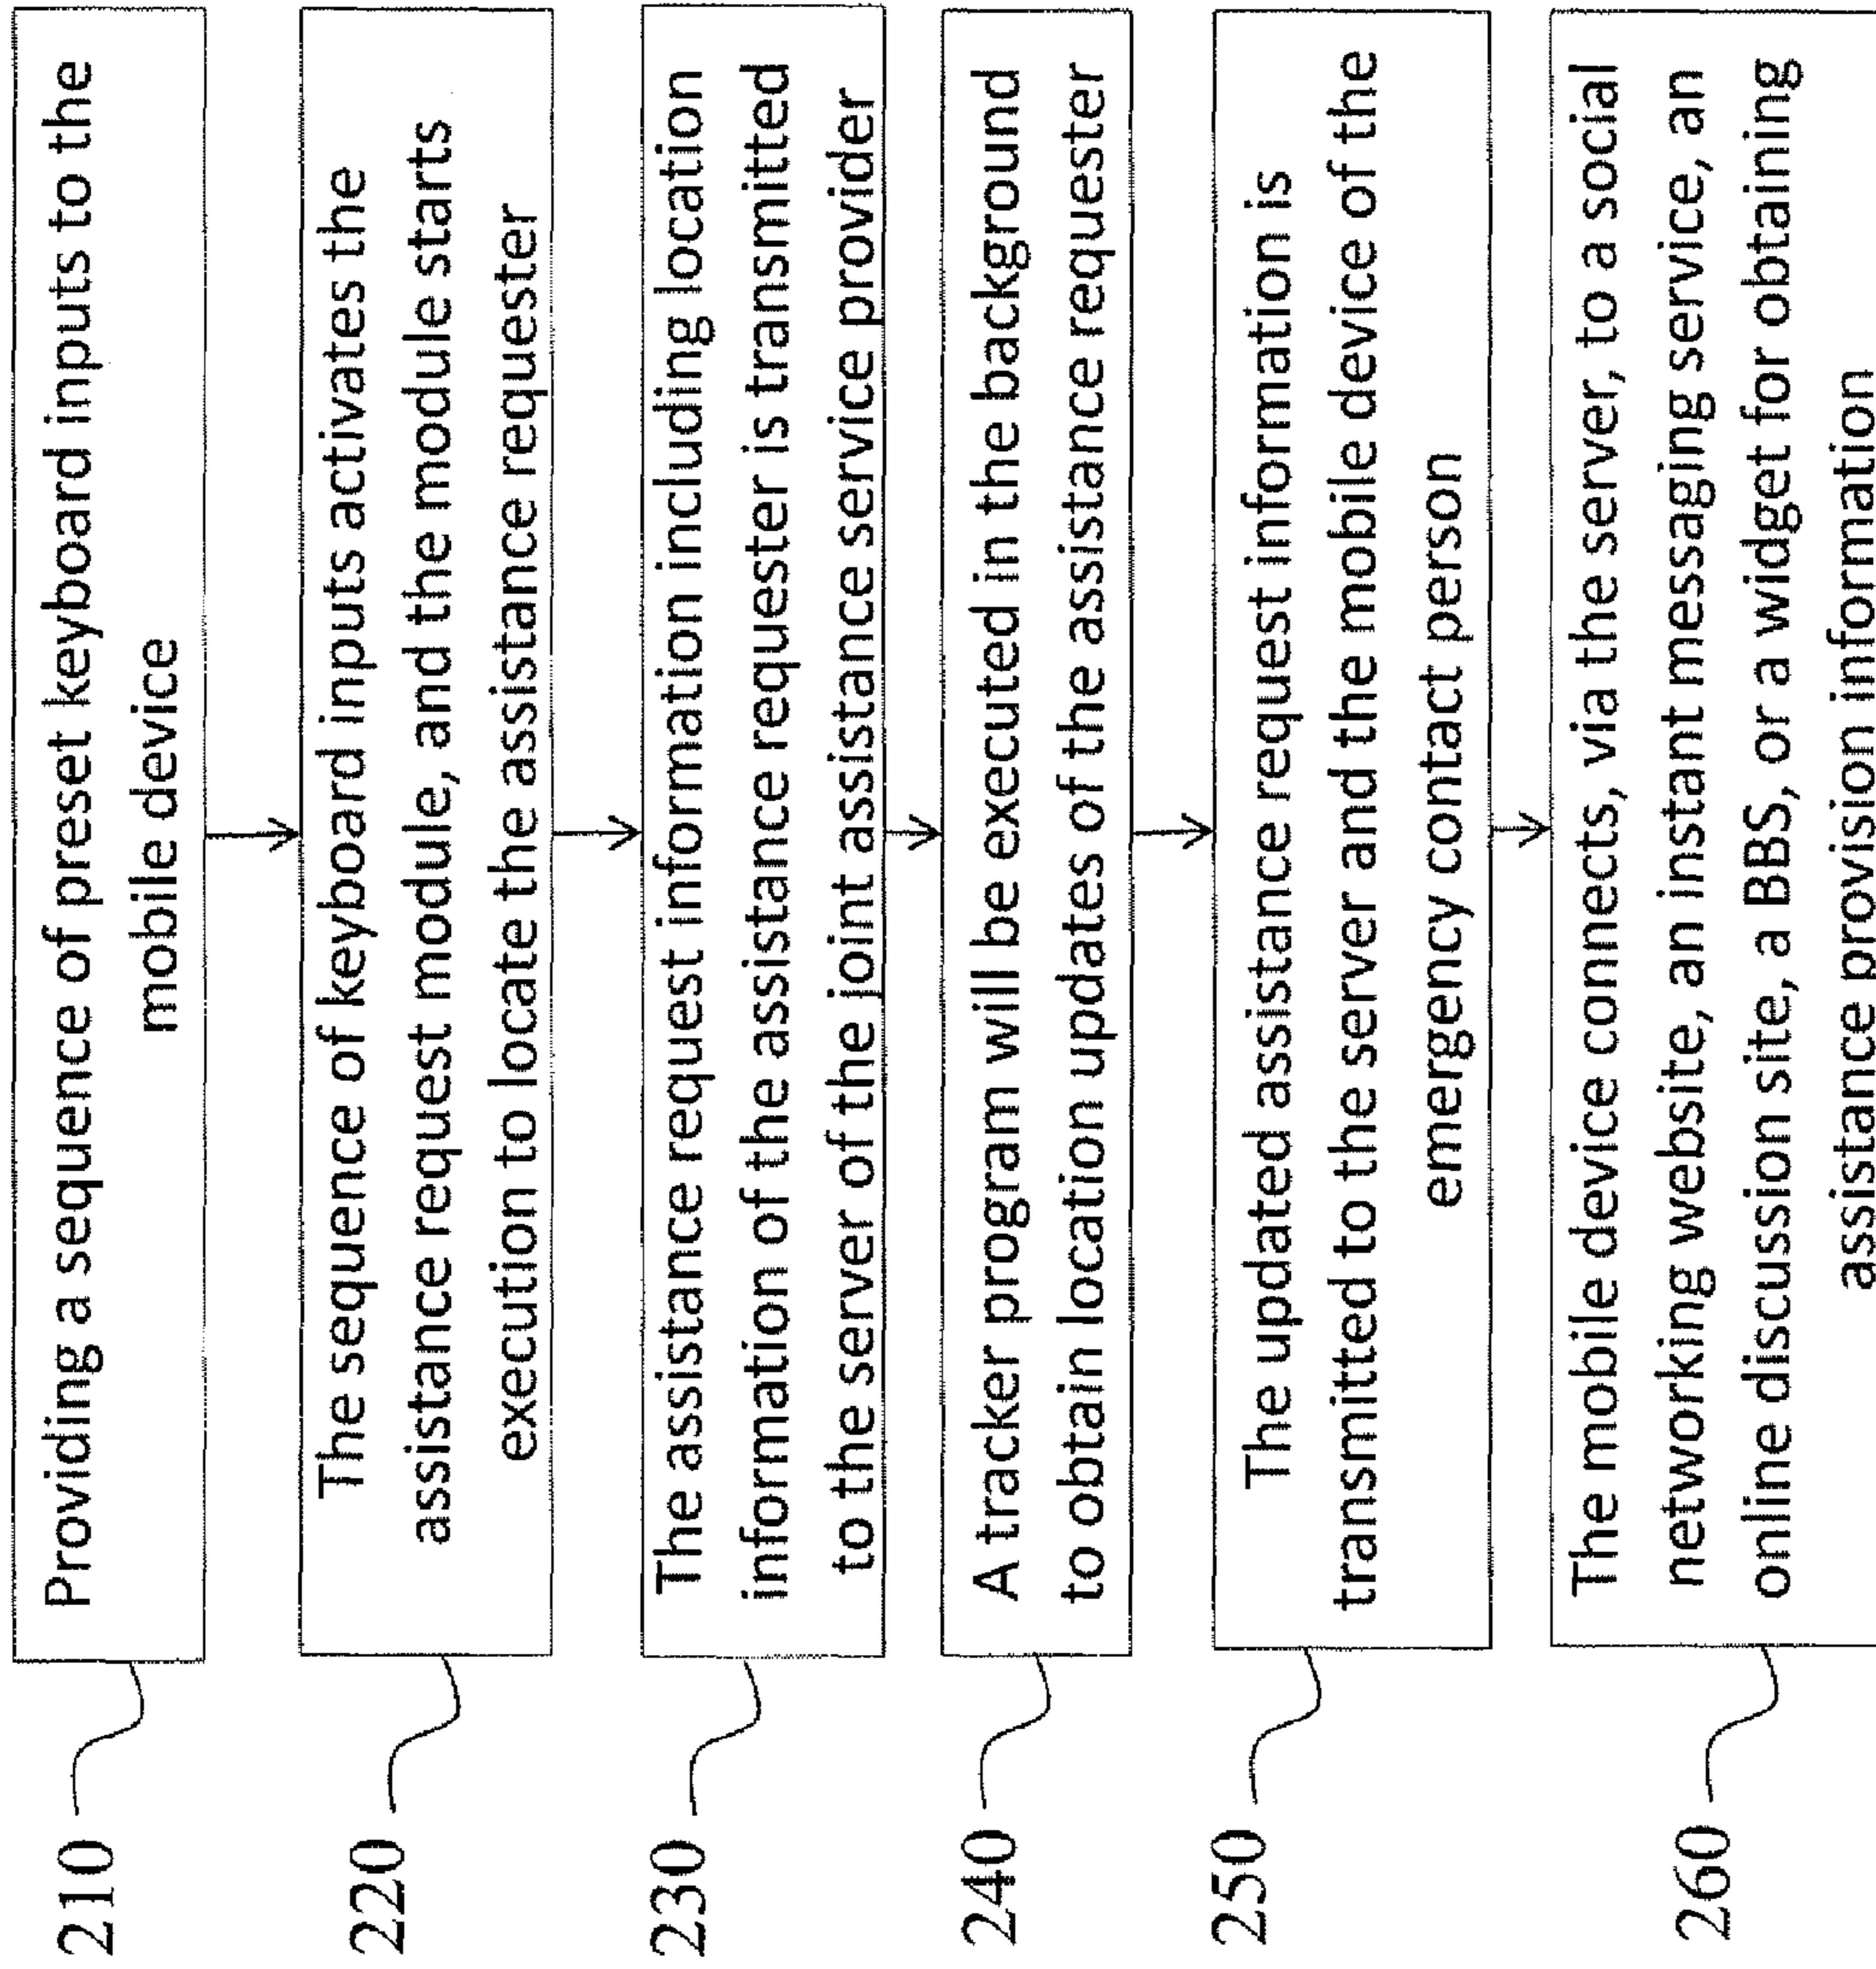 210
Providing a sequence of preset keyboard inputs to the
mobile device
220
The sequence of keyboard inputs activates the
assistance request module, and the module starts
execution to locate the assistance requester
230
The assistance request information including location
information of the assistance requester is transmitted
to the server of the joint assistance service provider
240
A tracker program will be executed in the background
to obtain location updates of the assistance requester
250
The updated assistance request information is
transmitted to the server and the mobile device of the
emergency contact person
260
The mobile device connects, via the server, to a social
networking website, an instant messaging service, an
online discussion site, a BBS, or a widget for obtaining
assistance provision information